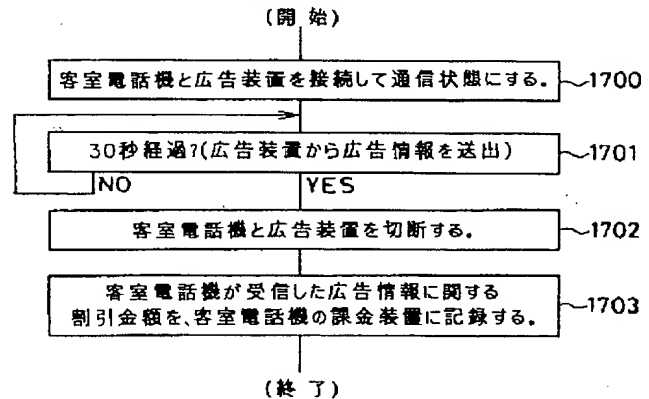 (開 始)
客室電話機と広告装置を接続して通信状態にする。 1700
30秒経過?(広告装置から広告情報を送出) 1701
NO YES
客室電話機と広告装置を切断する。 1702
客室電話機が受信した広告情報に関する
割引金額を、客室電話機の課金装置に記録する。 1703
(終 了)